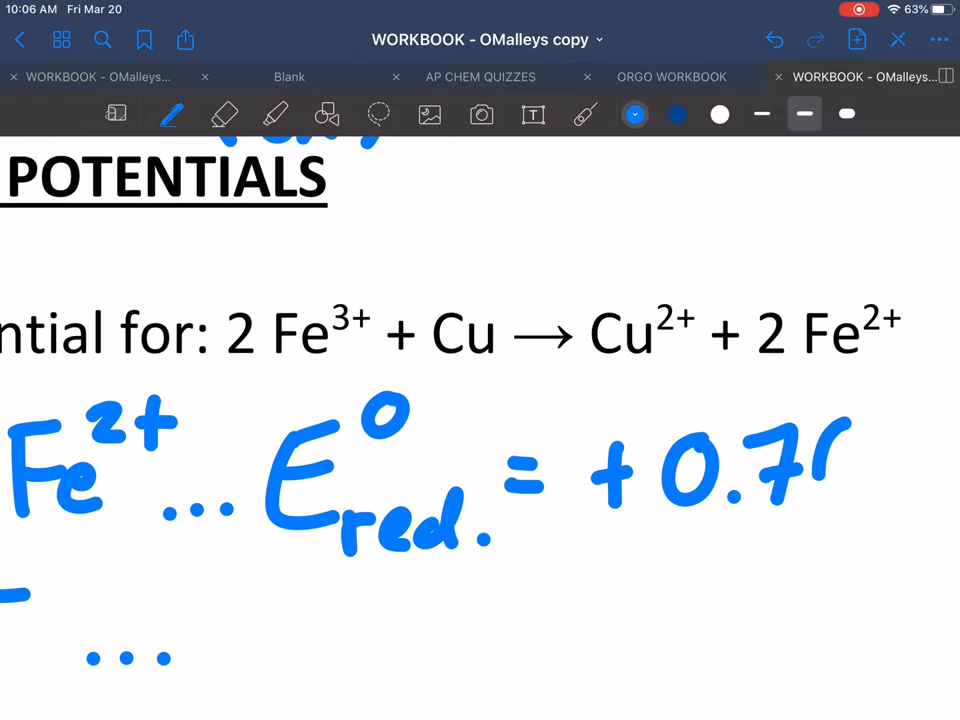 10:06 AM Fri Mar 20 63%
WORKBOOK - OMalleys copy
WORKBOOK - OMalleys... Blank AP CHEM QUIZZES ORGO WORKBOOK WORKBOOK - OMalleys...
POTENTIALS
ntial for: 2 Fe³⁺ + Cu → Cu²⁺ + 2 Fe²⁺
Fe²⁺ ... E⁰red. = +0.7
...